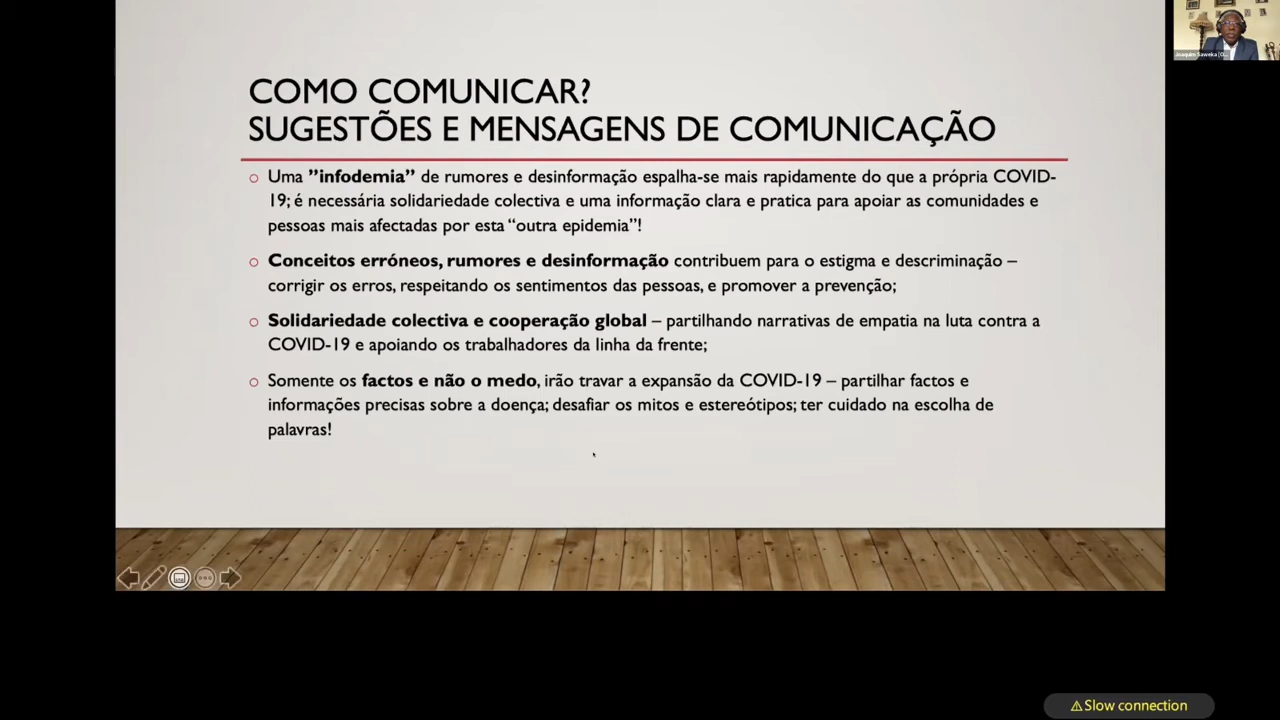 COMO COMUNICAR?
SUGESTÕES E MENSAGENS DE COMUNICAÇÃO
Uma ”infodemia” de rumores e desinformação espalha-se mais rapidamente do que a própria COVID-
19; é necessária solidariedade colectiva e uma informação clara e pratica para apoiar as comunidades e
pessoas mais afectadas por esta “outra epidemia”!
Conceitos erróneos, rumores e desinformação contribuem para o estigma e descriminação –
corrigir os erros, respeitando os sentimentos das pessoas, e promover a prevenção;
Solidariedade colectiva e cooperação global – partilhando narrativas de empatia na luta contra a
COVID-19 e apoiando os trabalhadores da linha da frente;
Somente os factos e não o medo, irão travar a expansão da COVID-19 – partilhar factos e
informações precisas sobre a doença; desafiar os mitos e estereótipos; ter cuidado na escolha de
palavras!
Joaquim Saweka
Slow connection